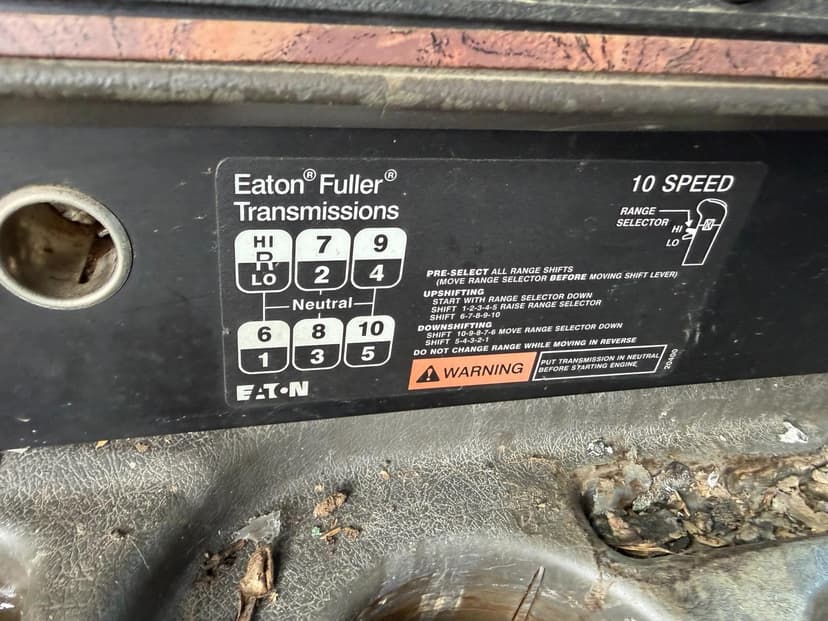 Eaton® Fuller®
Transmissions
10 SPEED
RANGE
SELECTOR
HI
LO
HI 7 9
R
LO 2 4
Neutral
6 8 10
1 3 5
EATON
PRE-SELECT ALL RANGE SHIFTS
(MOVE RANGE SELECTOR BEFORE MOVING SHIFT LEVER)
UPSHIFTING
START WITH RANGE SELECTOR DOWN
SHIFT 1-2-3-4-5 RAISE RANGE SELECTOR
SHIFT 6-7-8-9-10
DOWNSHIFTING
SHIFT 10-9-8-7-6 MOVE RANGE SELECTOR DOWN
SHIFT 5-4-3-2-1
DO NOT CHANGE RANGE WHILE MOVING IN REVERSE
WARNING
PUT TRANSMISSION IN NEUTRAL
BEFORE STARTING ENGINE.